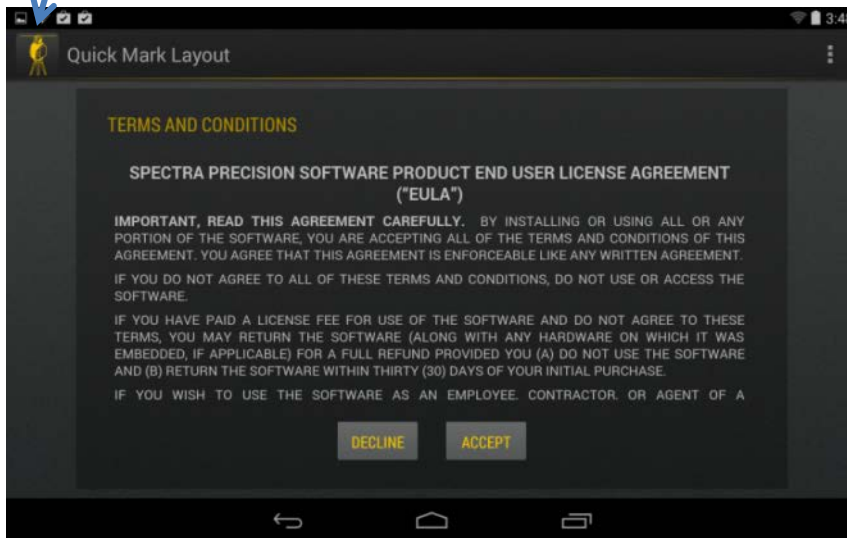 3:48
Quick Mark Layout
TERMS AND CONDITIONS
SPECTRA PRECISION SOFTWARE PRODUCT END USER LICENSE AGREEMENT
("EULA")
IMPORTANT, READ THIS AGREEMENT CAREFULLY. BY INSTALLING OR USING ALL OR ANY
PORTION OF THE SOFTWARE, YOU ARE ACCEPTING ALL OF THE TERMS AND CONDITIONS OF THIS
AGREEMENT. YOU AGREE THAT THIS AGREEMENT IS ENFORCEABLE LIKE ANY WRITTEN AGREEMENT.
IF YOU DO NOT AGREE TO ALL OF THESE TERMS AND CONDITIONS, DO NOT USE OR ACCESS THE
SOFTWARE.
IF YOU HAVE PAID A LICENSE FEE FOR USE OF THE SOFTWARE AND DO NOT AGREE TO THESE
TERMS, YOU MAY RETURN THE SOFTWARE (ALONG WITH ANY HARDWARE ON WHICH IT WAS
EMBEDDED, IF APPLICABLE) FOR A FULL REFUND PROVIDED YOU (A) DO NOT USE THE SOFTWARE
AND (B) RETURN THE SOFTWARE WITHIN THIRTY (30) DAYS OF YOUR INITIAL PURCHASE.
IF YOU WISH TO USE THE SOFTWARE AS AN EMPLOYEE, CONTRACTOR, OR AGENT OF A
DECLINE ACCEPT